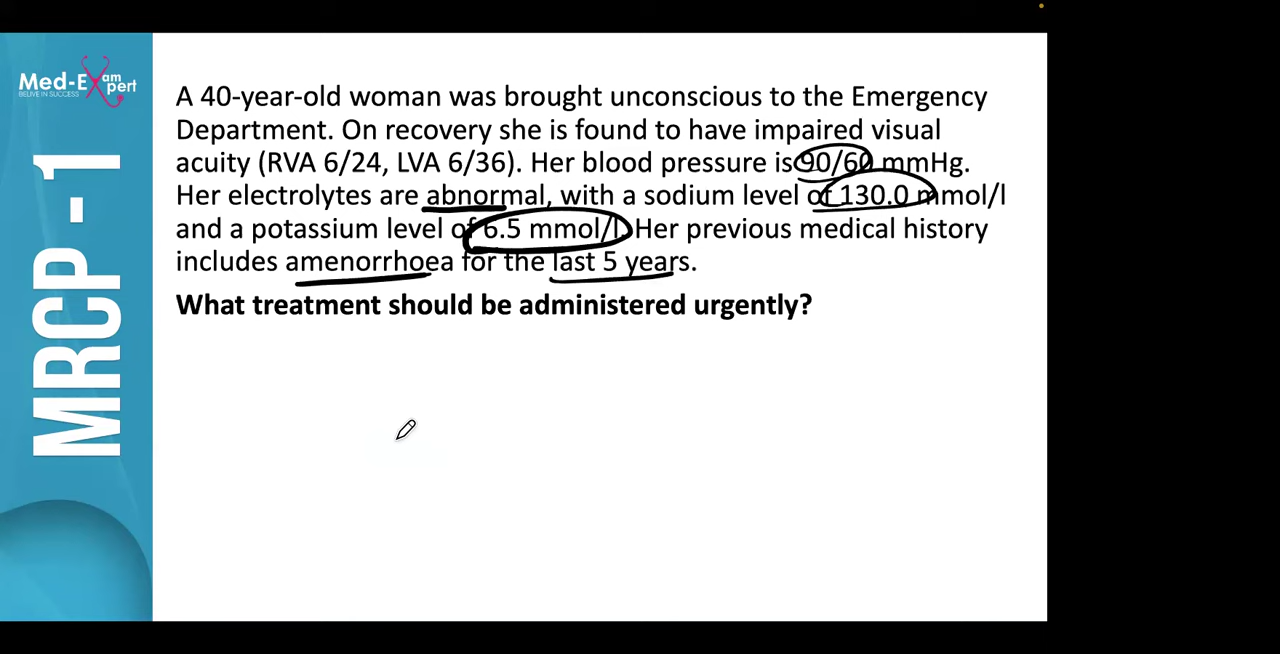 Med-Exam
pert
BELIVE IN SUCCESS
MRCP - 1
A 40-year-old woman was brought unconscious to the Emergency
Department. On recovery she is found to have impaired visual
acuity (RVA 6/24, LVA 6/36). Her blood pressure is 90/60 mmHg.
Her electrolytes are abnormal, with a sodium level of 130.0 mmol/l
and a potassium level of 6.5 mmol/l. Her previous medical history
includes amenorrhoea for the last 5 years.
What treatment should be administered urgently?